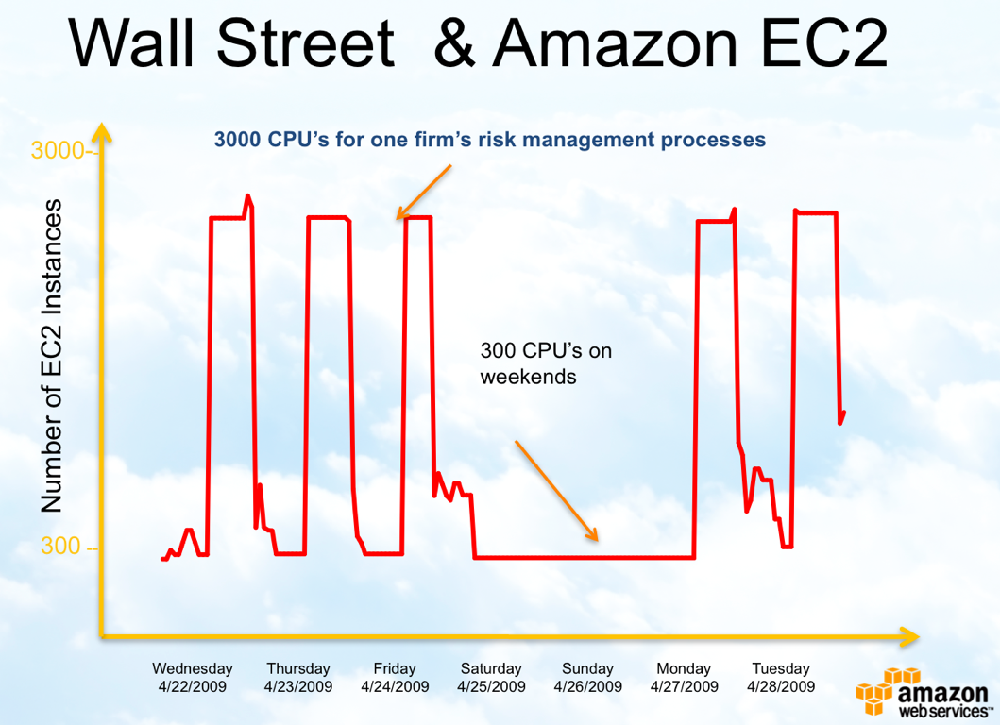 Wall Street & Amazon EC2
3000 CPU’s for one firm’s risk management processes
3000--
Number of EC2 Instances
300 CPU’s on
weekends
300 --
Wednesday
4/22/2009
Thursday
4/23/2009
Friday
4/24/2009
Saturday
4/25/2009
Sunday
4/26/2009
Monday
4/27/2009
Tuesday
4/28/2009
amazon
webservices™